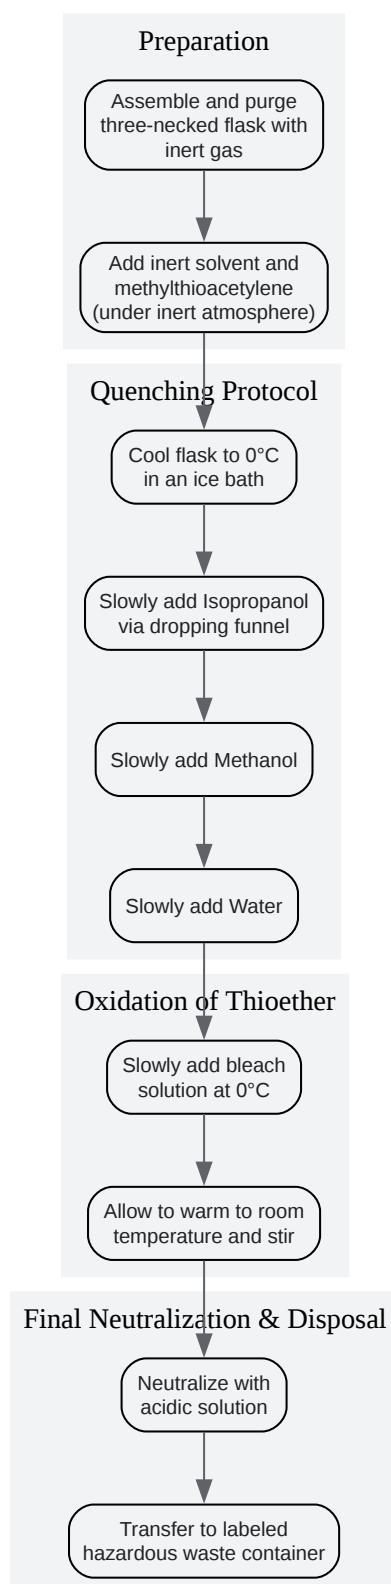 Preparation
Assemble and purge
three-necked flask with
inert gas
Add inert solvent and
methylthioacetylene
(under inert atmosphere)
Quenching Protocol
Cool flask to 0°C
in an ice bath
Slowly add Isopropanol
via dropping funnel
Slowly add Methanol
Slowly add Water
Oxidation of Thioether
Slowly add bleach
solution at 0°C
Allow to warm to room
temperature and stir
Final Neutralization & Disposal
Neutralize with
acidic solution
Transfer to labeled
hazardous waste container